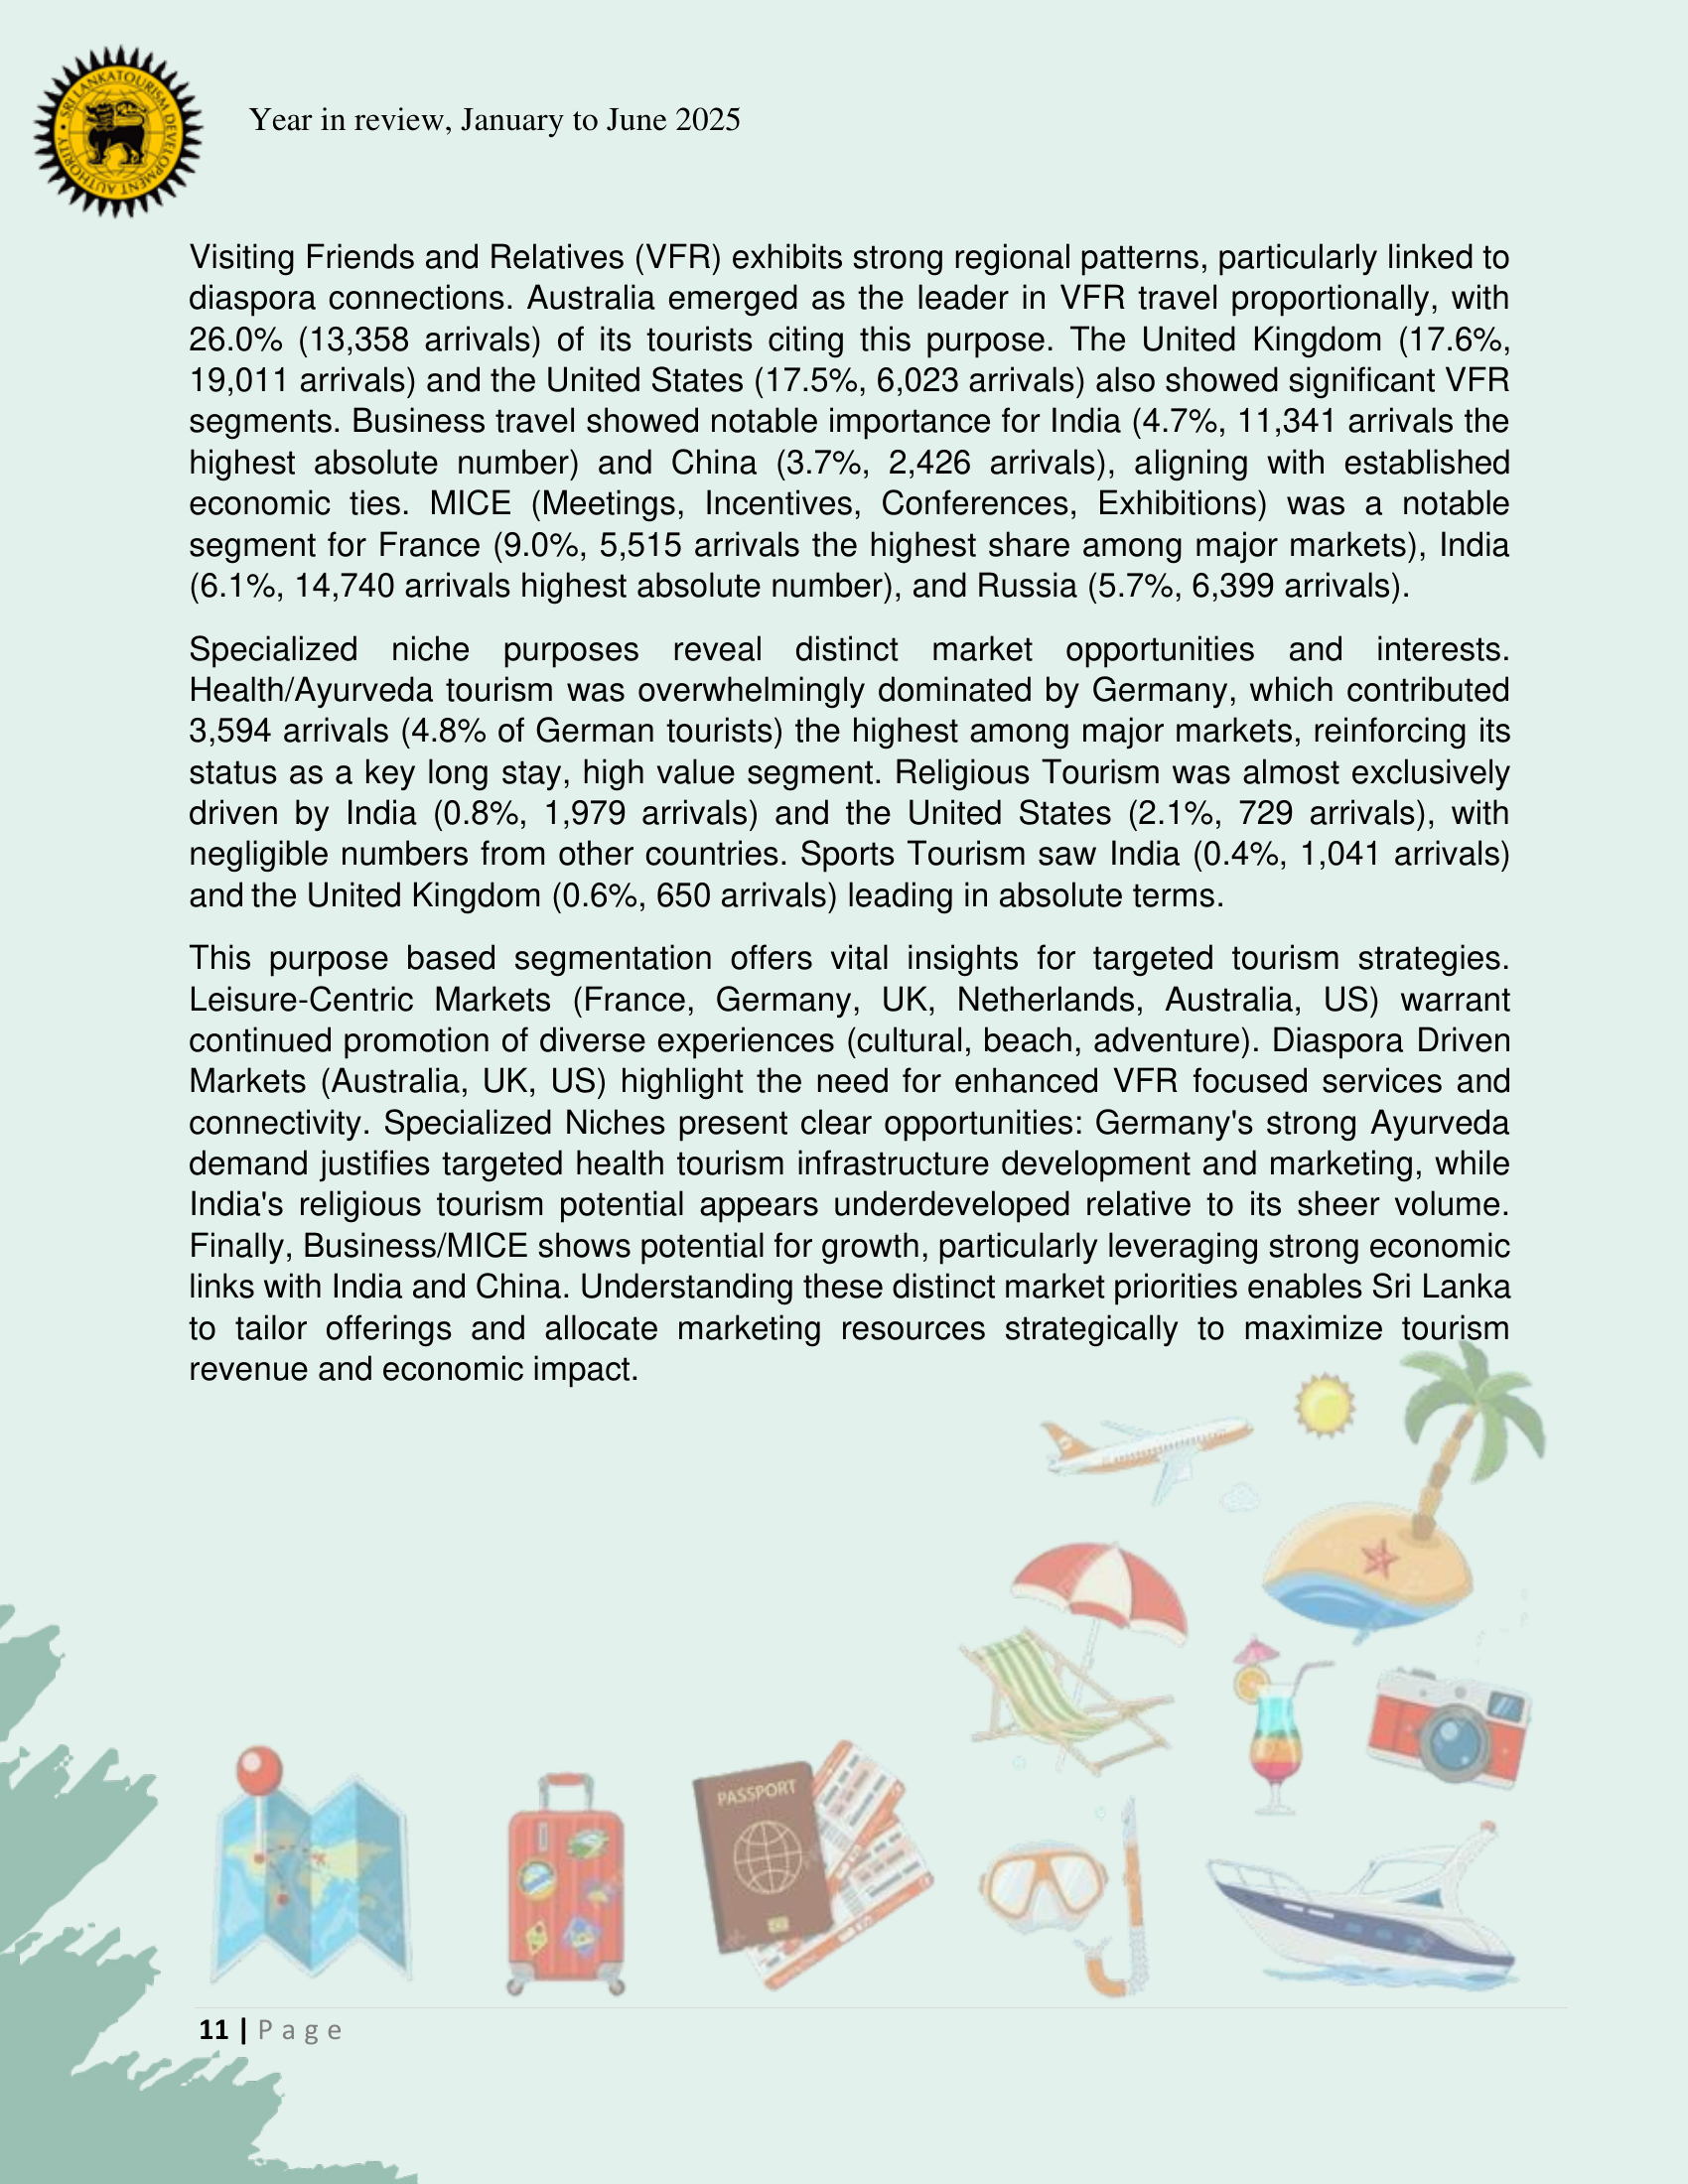 SRI LANKA TOURISM DEVELOPMENT AUTHORITY
Year in review, January to June 2025
Visiting Friends and Relatives (VFR) exhibits strong regional patterns, particularly linked to
diaspora connections. Australia emerged as the leader in VFR travel proportionally, with
26.0% (13,358 arrivals) of its tourists citing this purpose. The United Kingdom (17.6%,
19,011 arrivals) and the United States (17.5%, 6,023 arrivals) also showed significant VFR
segments. Business travel showed notable importance for India (4.7%, 11,341 arrivals the
highest absolute number) and China (3.7%, 2,426 arrivals), aligning with established
economic ties. MICE (Meetings, Incentives, Conferences, Exhibitions) was a notable
segment for France (9.0%, 5,515 arrivals the highest share among major markets), India
(6.1%, 14,740 arrivals highest absolute number), and Russia (5.7%, 6,399 arrivals).
Specialized niche purposes reveal distinct market opportunities and interests.
Health/Ayurveda tourism was overwhelmingly dominated by Germany, which contributed
3,594 arrivals (4.8% of German tourists) the highest among major markets, reinforcing its
status as a key long stay, high value segment. Religious Tourism was almost exclusively
driven by India (0.8%, 1,979 arrivals) and the United States (2.1%, 729 arrivals), with
negligible numbers from other countries. Sports Tourism saw India (0.4%, 1,041 arrivals)
and the United Kingdom (0.6%, 650 arrivals) leading in absolute terms.
This purpose based segmentation offers vital insights for targeted tourism strategies.
Leisure-Centric Markets (France, Germany, UK, Netherlands, Australia, US) warrant
continued promotion of diverse experiences (cultural, beach, adventure). Diaspora Driven
Markets (Australia, UK, US) highlight the need for enhanced VFR focused services and
connectivity. Specialized Niches present clear opportunities: Germany's strong Ayurveda
demand justifies targeted health tourism infrastructure development and marketing, while
India's religious tourism potential appears underdeveloped relative to its sheer volume.
Finally, Business/MICE shows potential for growth, particularly leveraging strong economic
links with India and China. Understanding these distinct market priorities enables Sri Lanka
to tailor offerings and allocate marketing resources strategically to maximize tourism
revenue and economic impact.
PASSPORT
11 | Page